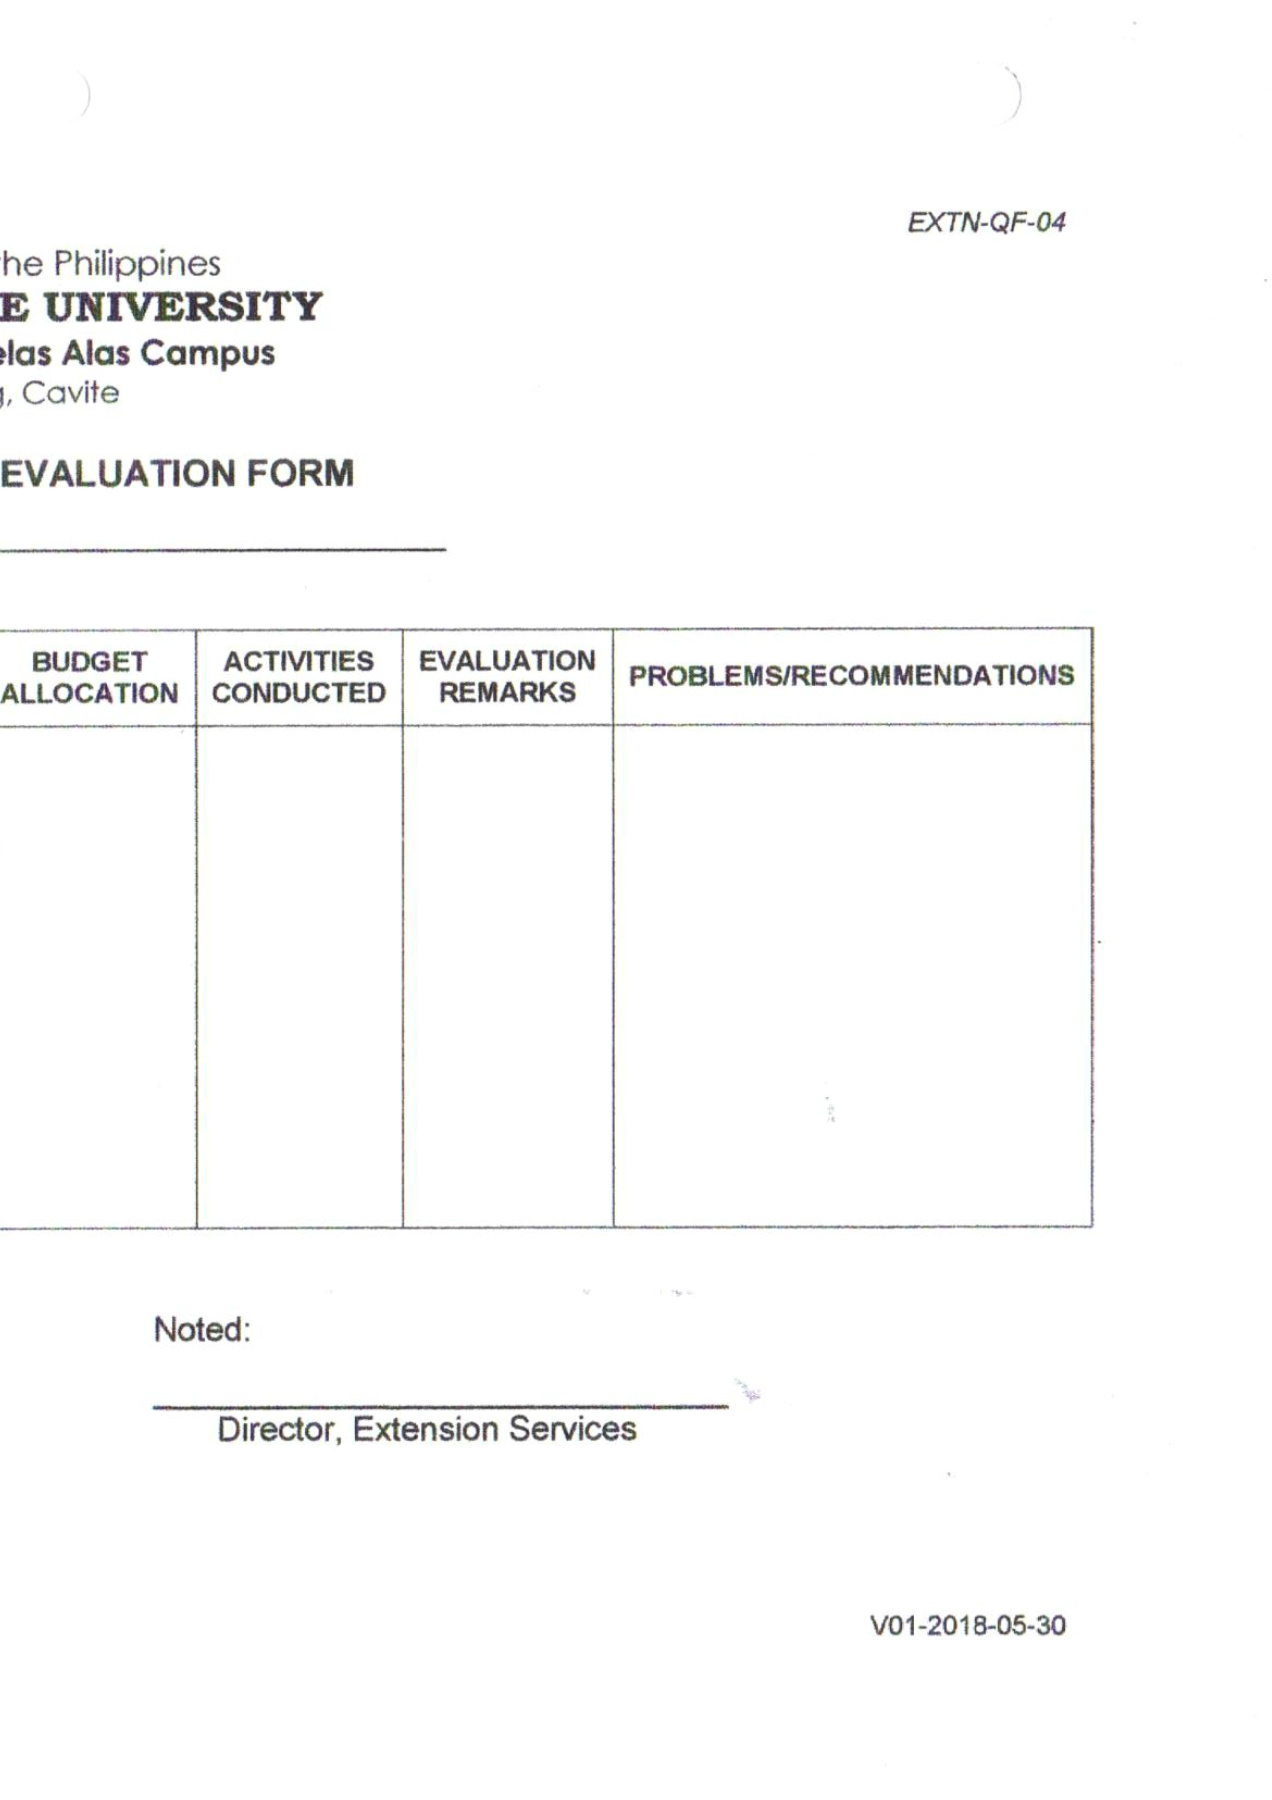 EXTN-QF-04
he Philippines
E UNIVERSITY
elas Alas Campus
g, Cavite
EVALUATION FORM
BUDGET ALLOCATION
ACTIVITIES CONDUCTED
EVALUATION REMARKS
PROBLEMS/RECOMMENDATIONS
Noted:
Director, Extension Services
V01-2018-05-30